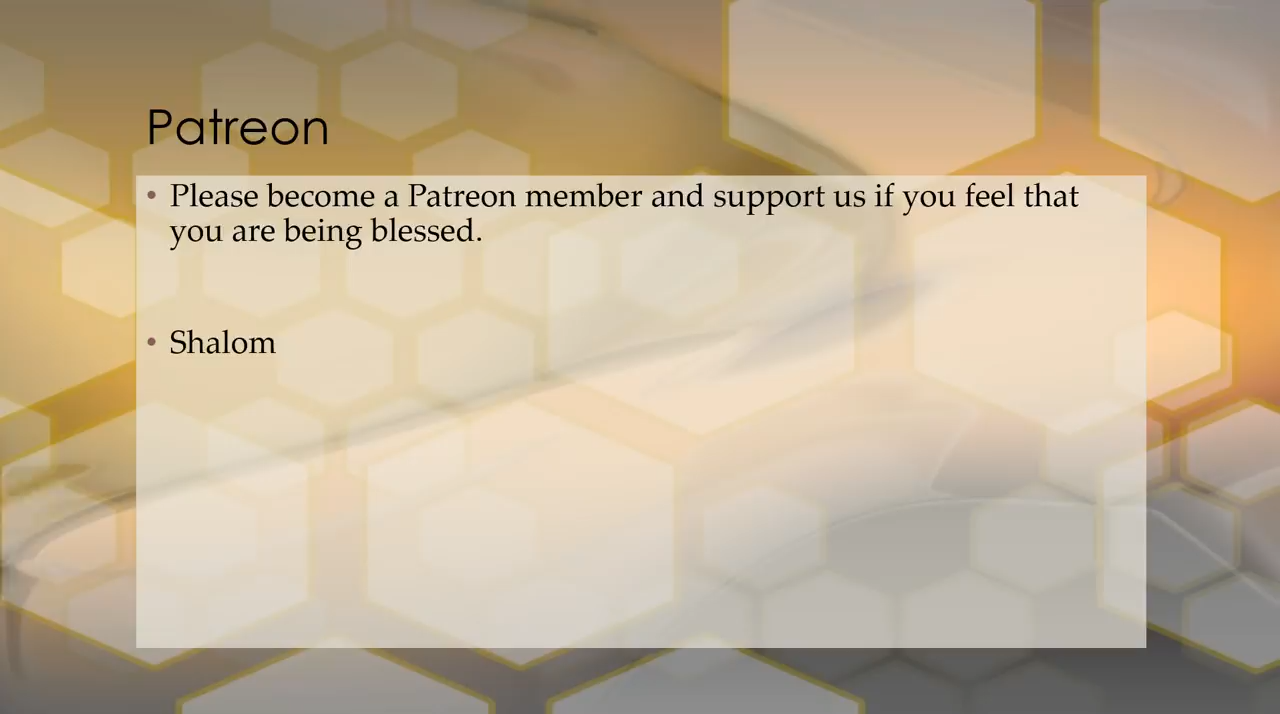 Patreon
• Please become a Patreon member and support us if you feel that
you are being blessed.
• Shalom